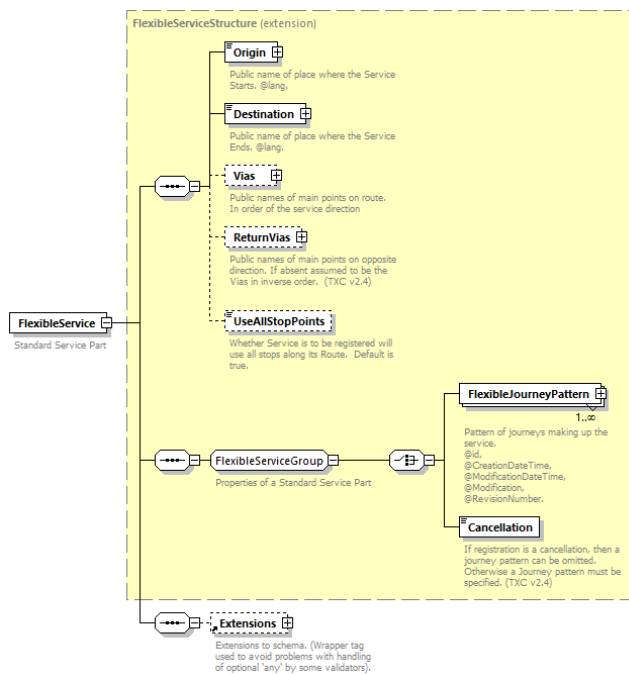 FlexibleServiceStructure (extension)
Origin
Public name of place where the Service
Starts. @lang.
Destination
Public name of place where the Service
Ends. @lang.
Vias
Public names of main points on route.
In order of the service direction
ReturnVias
Public names of main points on opposite
direction. If absent assumed to be the
Vias in inverse order.  (TXC v2.4)
UseAllStopPoints
Whether Service is to be registered will
use all stops along its Route.  Default is
true.
FlexibleService
Standard Service Part
FlexibleServiceGroup
Properties of a Standard Service Part
FlexibleJourneyPattern
1..∞
Pattern of journeys making up the
service.
@id,
@CreationDateTime,
@ModificationDateTime,
@Modification,
@RevisionNumber.
Cancellation
If registration is a cancellation, then a
journey pattern can be omitted.
Otherwise a Journey pattern must be
specified. (TXC v2.4)
Extensions
Extensions to schema. (Wrapper tag
used to avoid problems with handling
of optional 'any' by some validators).